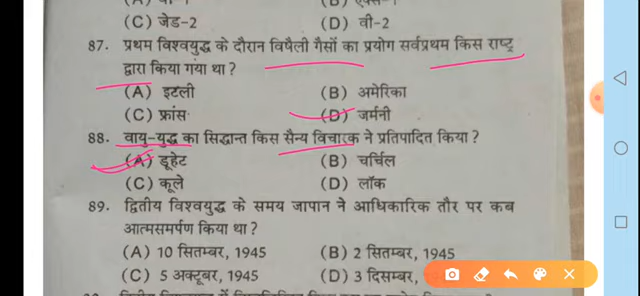 (C) जेड-2 (D) वी-2
87. प्रथम विश्वयुद्ध के दौरान विषैली गैसों का प्रयोग सर्वप्रथम किस राष्ट्र
द्वारा किया गया था?
(A) इटली (B) अमेरिका
(C) फ्रांस (D) जर्मनी
88. वायु-युद्ध का सिद्धान्त किस सैन्य विचारक ने प्रतिपादित किया?
(A) डूहेट (B) चर्चिल
(C) कूले (D) लॉक
89. द्वितीय विश्वयुद्ध के समय जापान ने आधिकारिक तौर पर कब
आत्मसमर्पण किया था?
(A) 10 सितम्बर, 1945 (B) 2 सितम्बर, 1945
(C) 5 अक्टूबर, 1945 (D) 3 दिसम्बर,